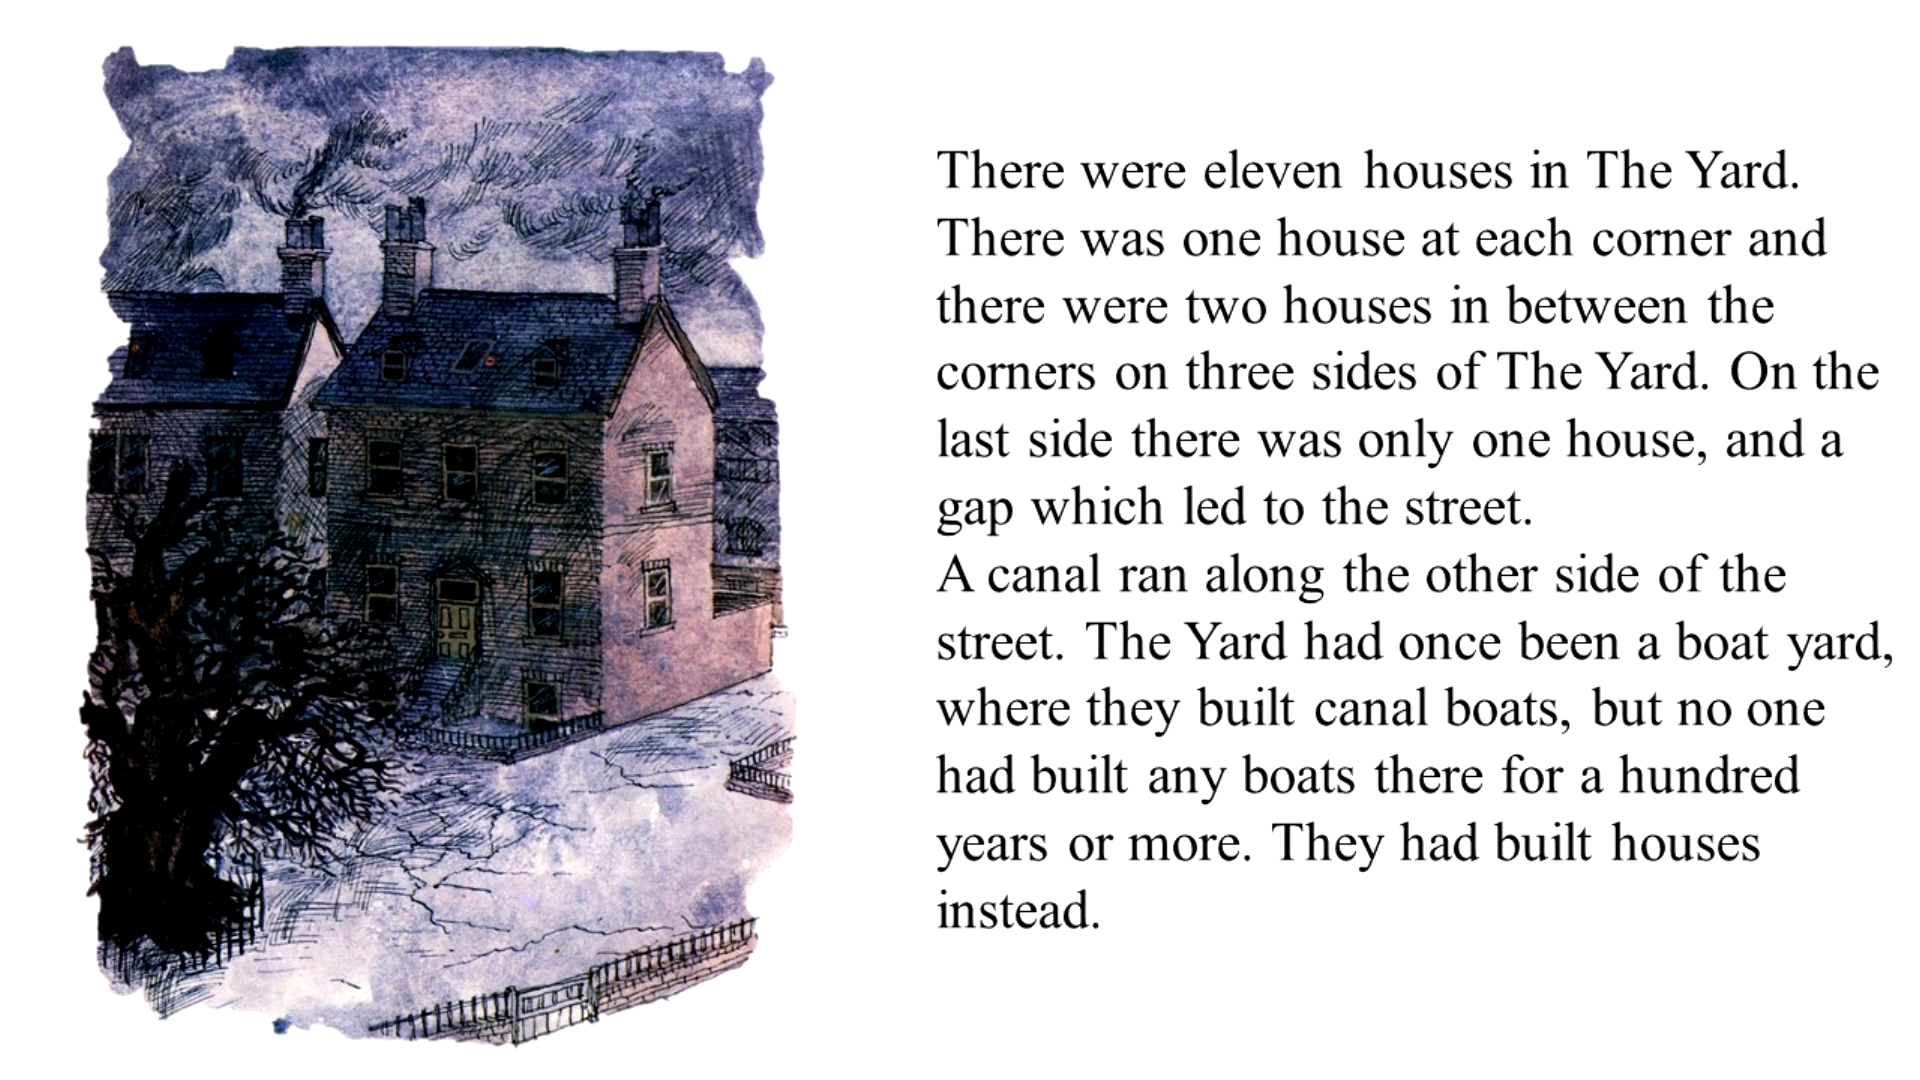 There were eleven houses in The Yard.
There was one house at each corner and
there were two houses in between the
corners on three sides of The Yard. On the
last side there was only one house, and a
gap which led to the street.
A canal ran along the other side of the
street. The Yard had once been a boat yard,
where they built canal boats, but no one
had built any boats there for a hundred
years or more. They had built houses
instead.